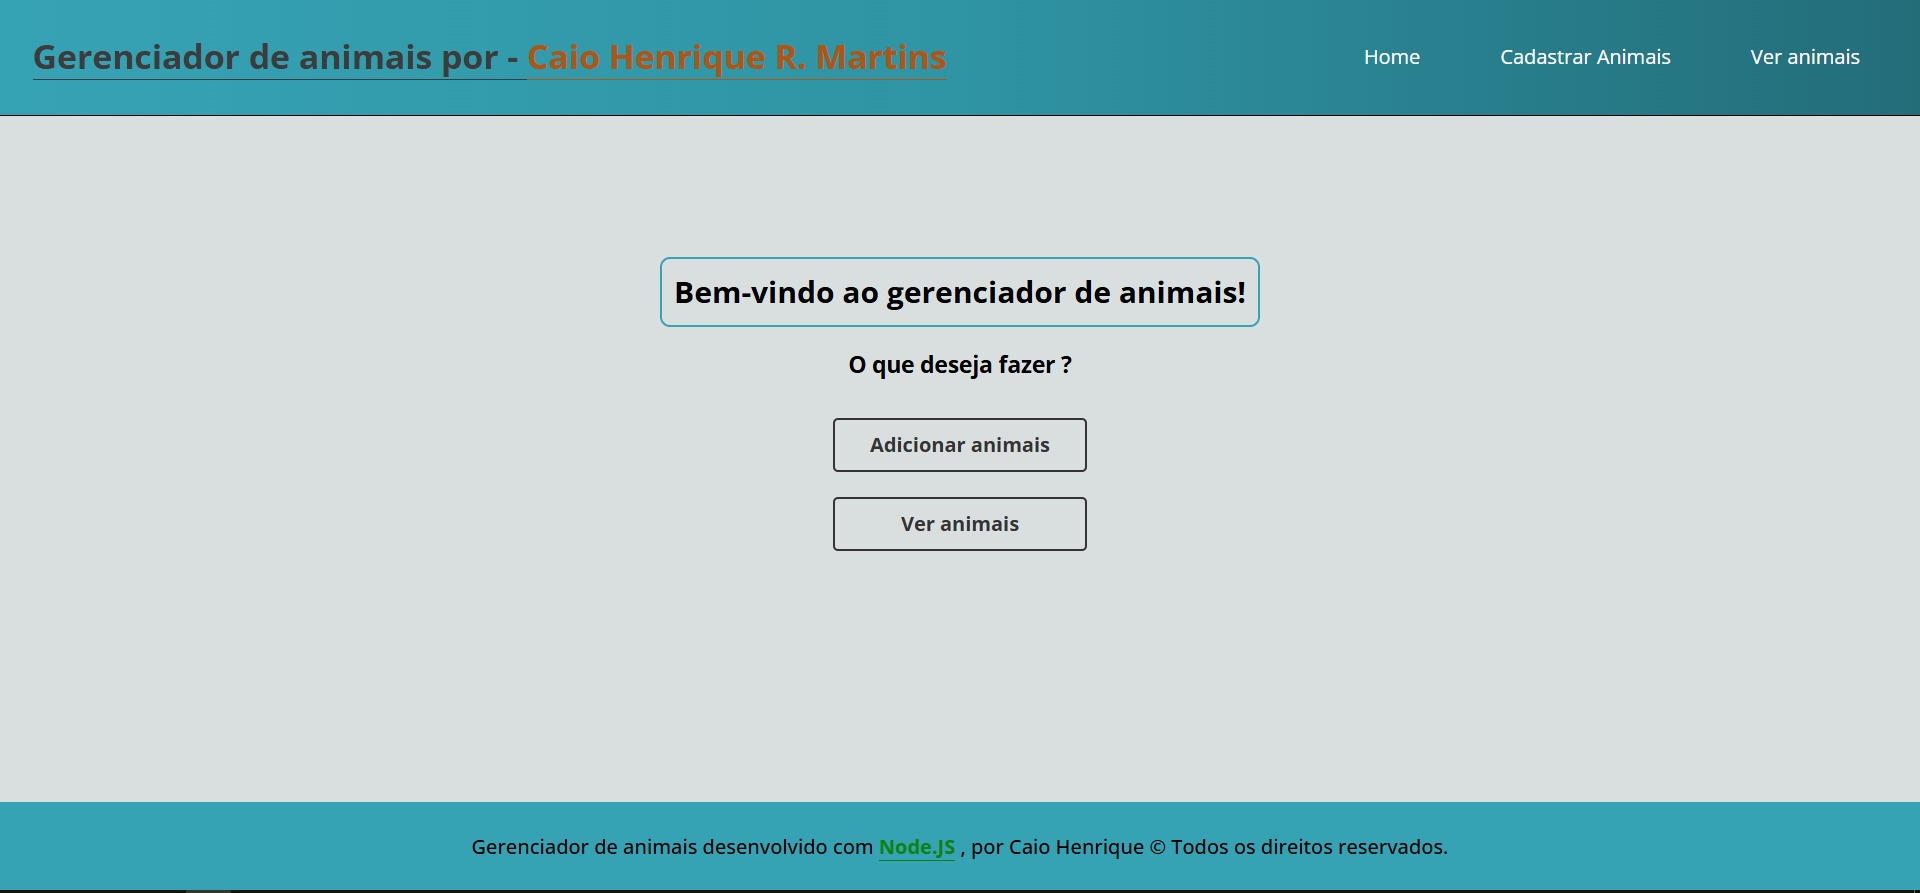 Gerenciador de animais por - Caio Henrique R. Martins
Home
Cadastrar Animais
Ver animais
Bem-vindo ao gerenciador de animais!
O que deseja fazer ?
Adicionar animais
Ver animais
Gerenciador de animais desenvolvido com Node.JS , por Caio Henrique © Todos os direitos reservados.